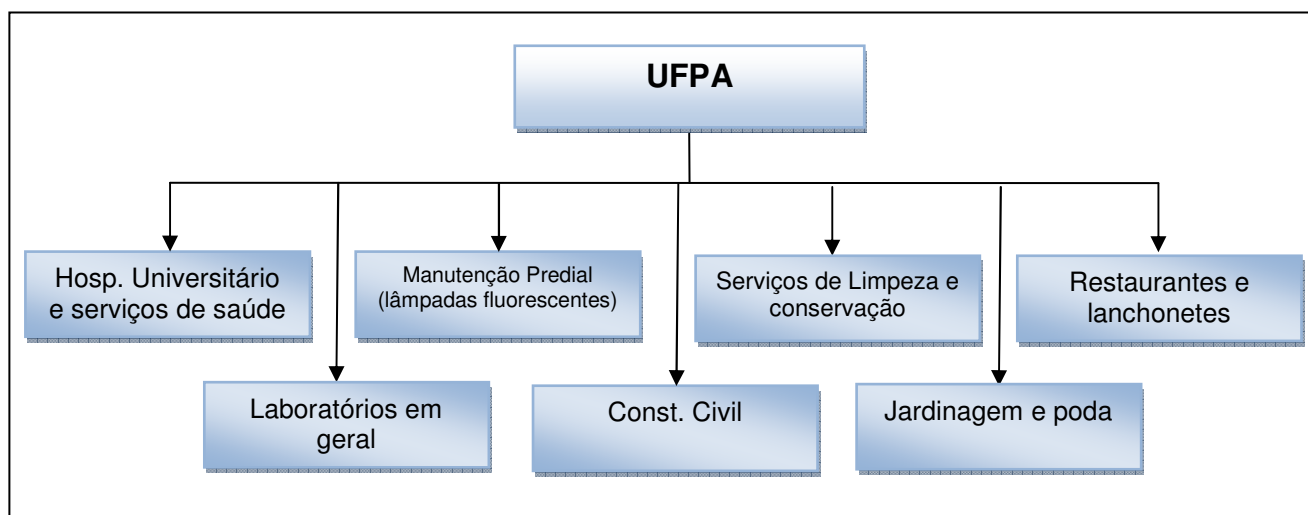 UFPA
Hosp. Universitário
e serviços de saúde
Manutenção Predial
(lâmpadas fluorescentes)
Serviços de Limpeza e
conservação
Restaurantes e
lanchonetes
Laboratórios em
geral
Const. Civil
Jardinagem e poda